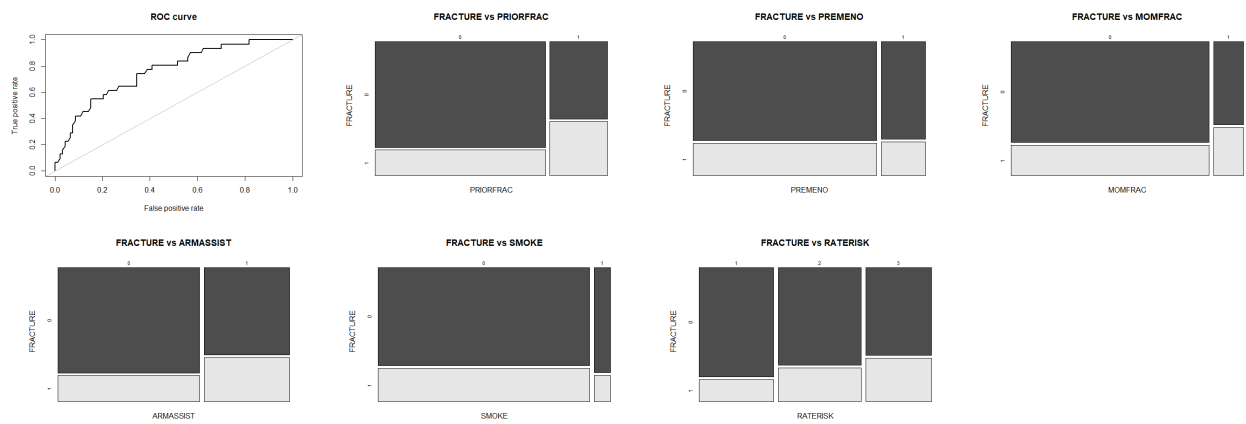 ROC curve
True positive rate
0.0 0.2 0.4 0.6 0.8 1.0
0.0 0.2 0.4 0.6 0.8 1.0
False positive rate
FRACTURE vs PRIORFRAC
0 1
FRACTURE
0
1
PRIORFRAC
FRACTURE vs PREMENO
0 1
FRACTURE
0
1
PREMENO
FRACTURE vs MOMFRAC
0 1
FRACTURE
0
1
MOMFRAC
FRACTURE vs ARMASSIST
0 1
FRACTURE
0
1
ARMASSIST
FRACTURE vs SMOKE
0 1
FRACTURE
0
1
SMOKE
FRACTURE vs RATERISK
1 2 3
FRACTURE
0
1
RATERISK